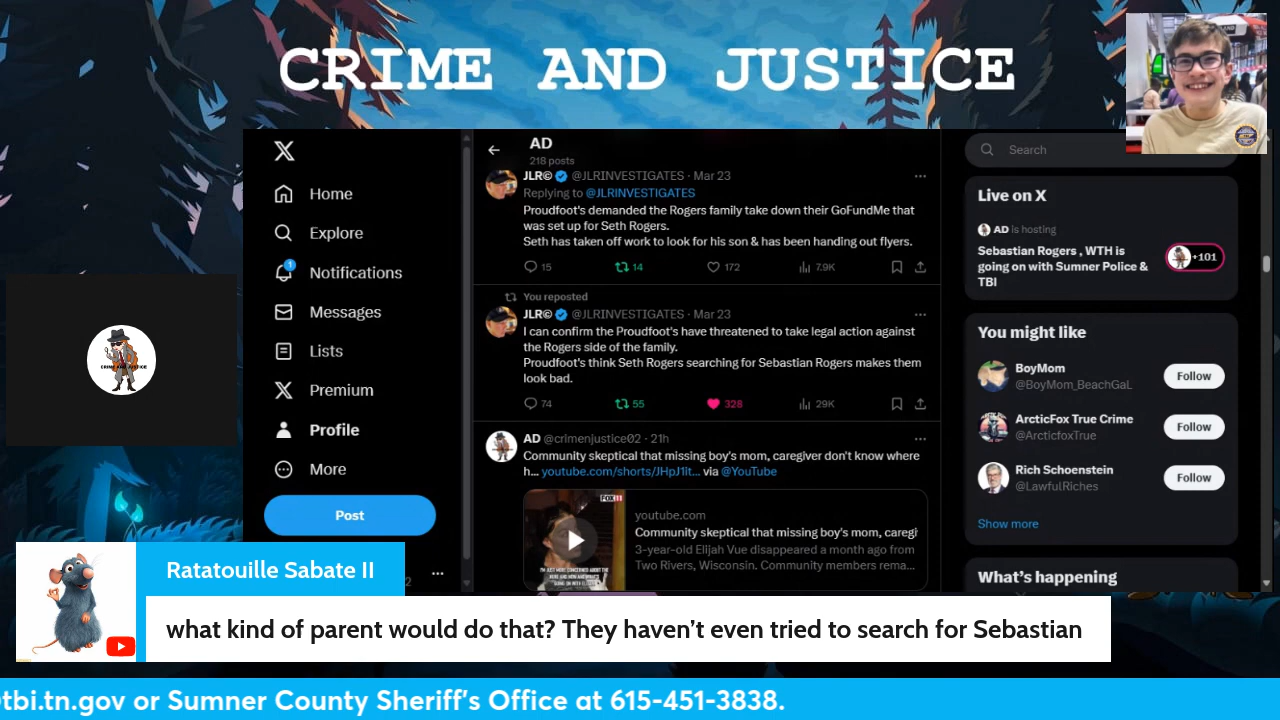 CRIME AND JUSTICE
Home
Explore
1
Notifications
Messages
Lists
Premium
Profile
More
Post
AD
218 posts
JLR© @JLRINVESTIGATES · Mar 23
Replying to @JLRINVESTIGATES
Proudfoot's demanded the Rogers family take down their GoFundMe that
was set up for Seth Rogers.
Seth has taken off work to look for his son & has been handing out flyers.
15 14 172 7.9K
You reposted
JLR© @JLRINVESTIGATES · Mar 23
I can confirm the Proudfoot's have threatened to take legal action against
the Rogers side of the family.
Proudfoot's think Seth Rogers searching for Sebastian Rogers makes them
look bad.
74 55 328 29K
AD @crimenjustice02 · 21h
Community skeptical that missing boy's mom, caregiver don't know where
h... youtube.com/shorts/JHpJ1it... via @YouTube
FOX11
youtube.com
Community skeptical that missing boy's mom, caregi
3-year-old Elijah Vue disappeared a month ago from
Two Rivers, Wisconsin. Community members rema...
Search
Live on X
AD is hosting
Sebastian Rogers , WTH is
going on with Sumner Police &
TBI
+101
You might like
BoyMom
@BoyMom_BeachGaL
Follow
ArcticFox True Crime
@ArcticfoxTrue
Follow
Rich Schoenstein
@LawfulRiches
Follow
Show more
What's happening
CRIME AND JUSTICE
Ratatouille Sabate II
what kind of parent would do that? They haven't even tried to search for Sebastian
tbi.tn.gov or Sumner County Sheriff's Office at 615-451-3838.